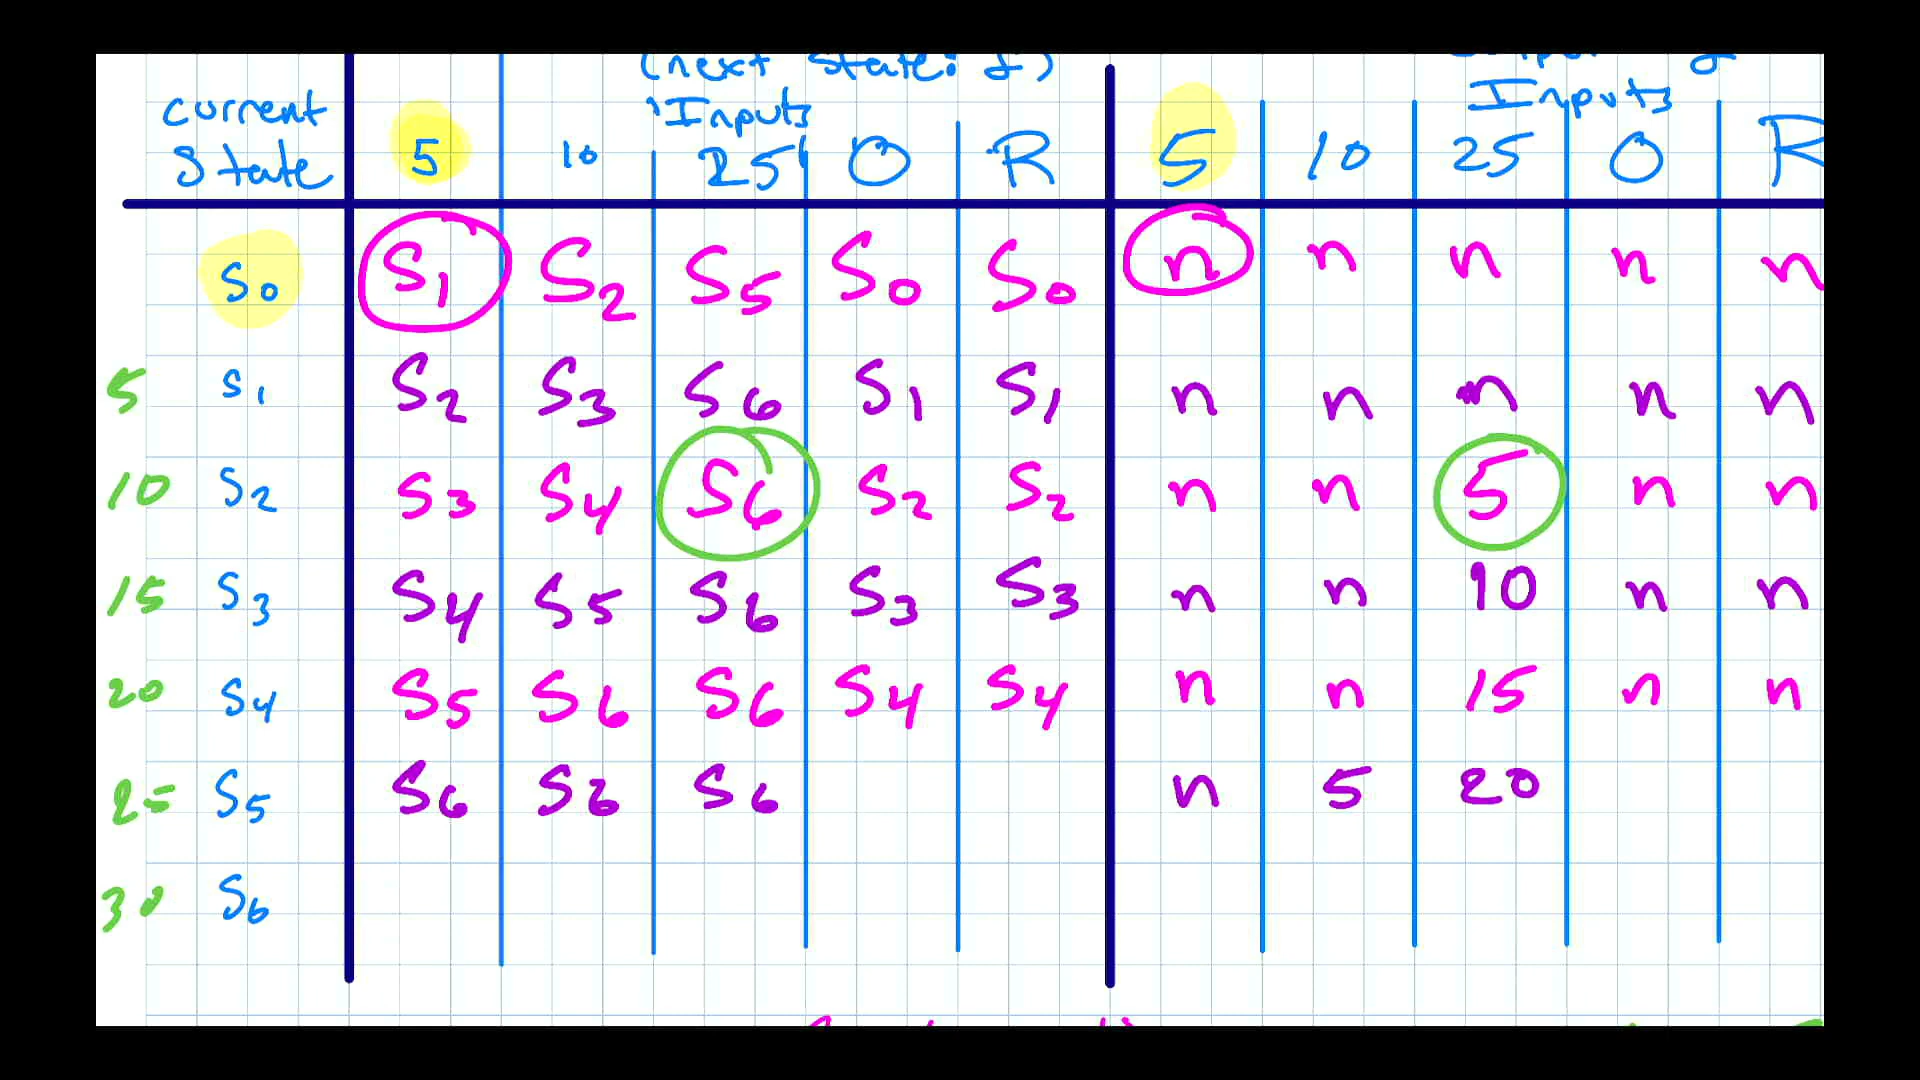 (next state: f)
Inputs Inputs
current
state 5 10 25 O R 5 10 25 O R
S0 S1 S2 S5 S0 S0 n n n n n
5 S1 S2 S3 S6 S1 S1 n n n n n
10 S2 S3 S4 S6 S2 S2 n n 5 n n
15 S3 S4 S5 S6 S3 S3 n n 10 n n
20 S4 S5 S6 S6 S4 S4 n n 15 n n
25 S5 S6 S6 S6 n 5 20
30 S6